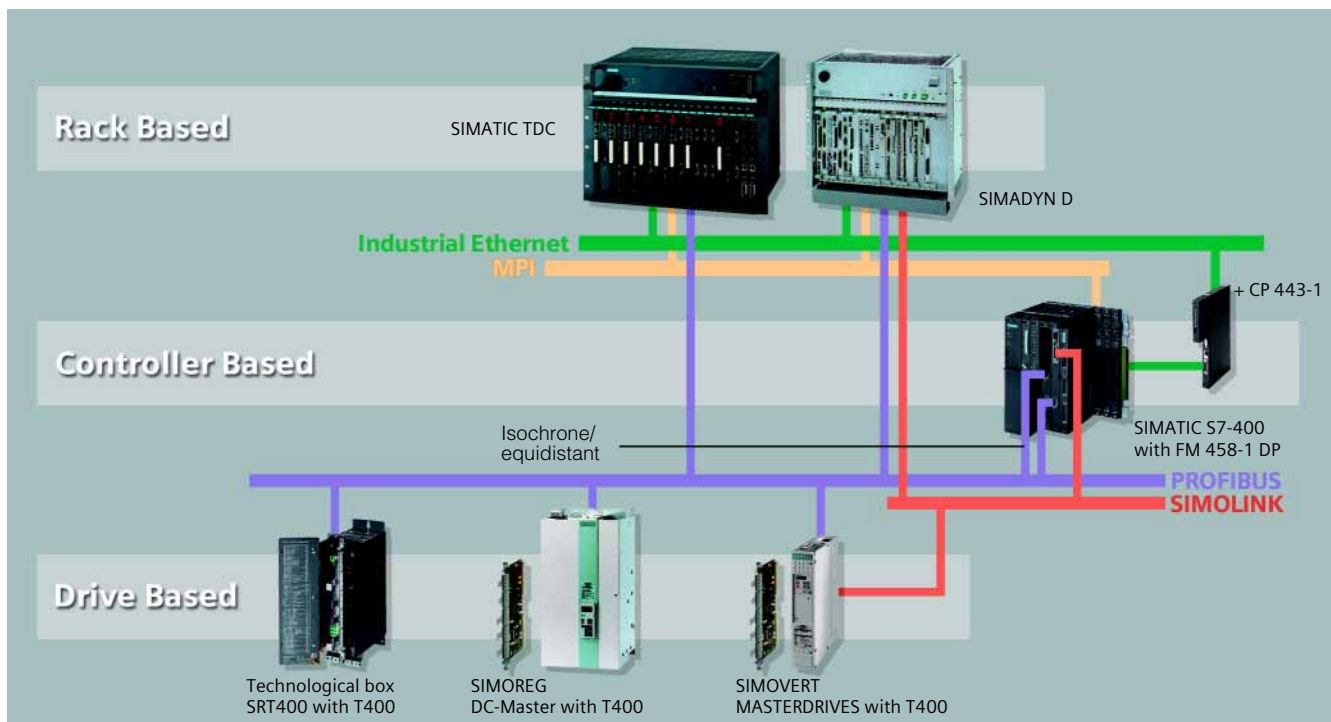 Rack Based
SIMATIC TDC
SIMADYN D
Industrial Ethernet
MPI
+ CP 443-1
Controller Based
Isochrone/
equidistant
SIMATIC S7-400
with FM 458-1 DP
PROFIBUS
SIMOLINK
Drive Based
Technological box
SRT400 with T400
SIMOREG
DC-Master with T400
SIMOVERT
MASTERDRIVES with T400